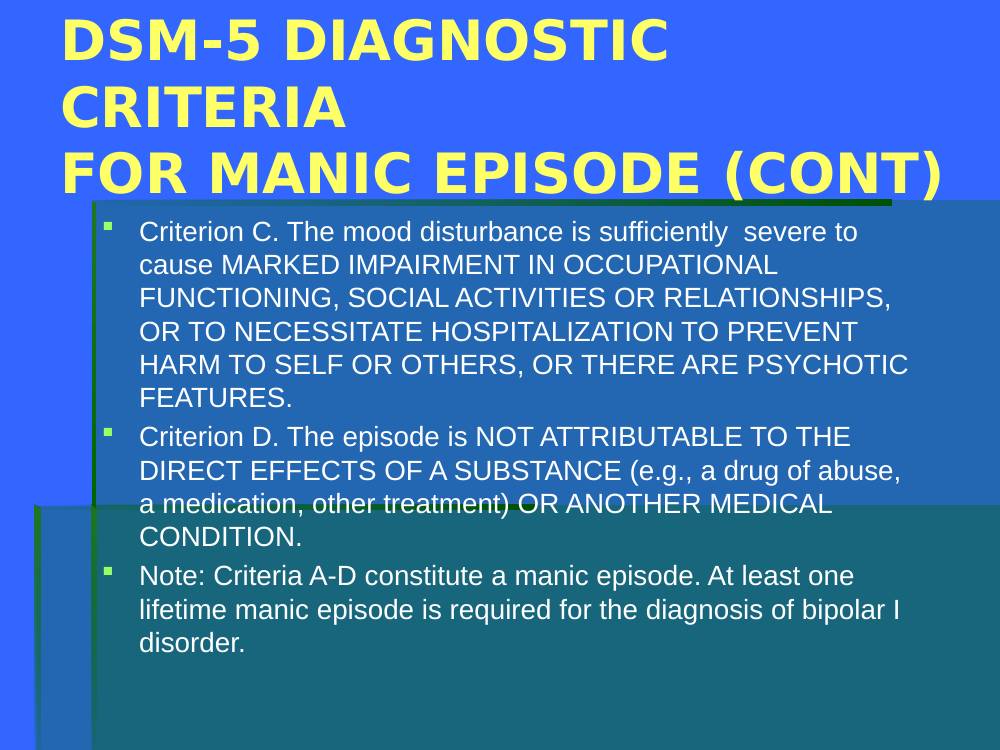 DSM-5 DIAGNOSTIC
CRITERIA
FOR MANIC EPISODE (CONT)
Criterion C. The mood disturbance is sufficiently  severe to
cause MARKED IMPAIRMENT IN OCCUPATIONAL
FUNCTIONING, SOCIAL ACTIVITIES OR RELATIONSHIPS,
OR TO NECESSITATE HOSPITALIZATION TO PREVENT
HARM TO SELF OR OTHERS, OR THERE ARE PSYCHOTIC
FEATURES.
Criterion D. The episode is NOT ATTRIBUTABLE TO THE
DIRECT EFFECTS OF A SUBSTANCE (e.g., a drug of abuse,
a medication, other treatment) OR ANOTHER MEDICAL
CONDITION.
Note: Criteria A-D constitute a manic episode. At least one
lifetime manic episode is required for the diagnosis of bipolar I
disorder.